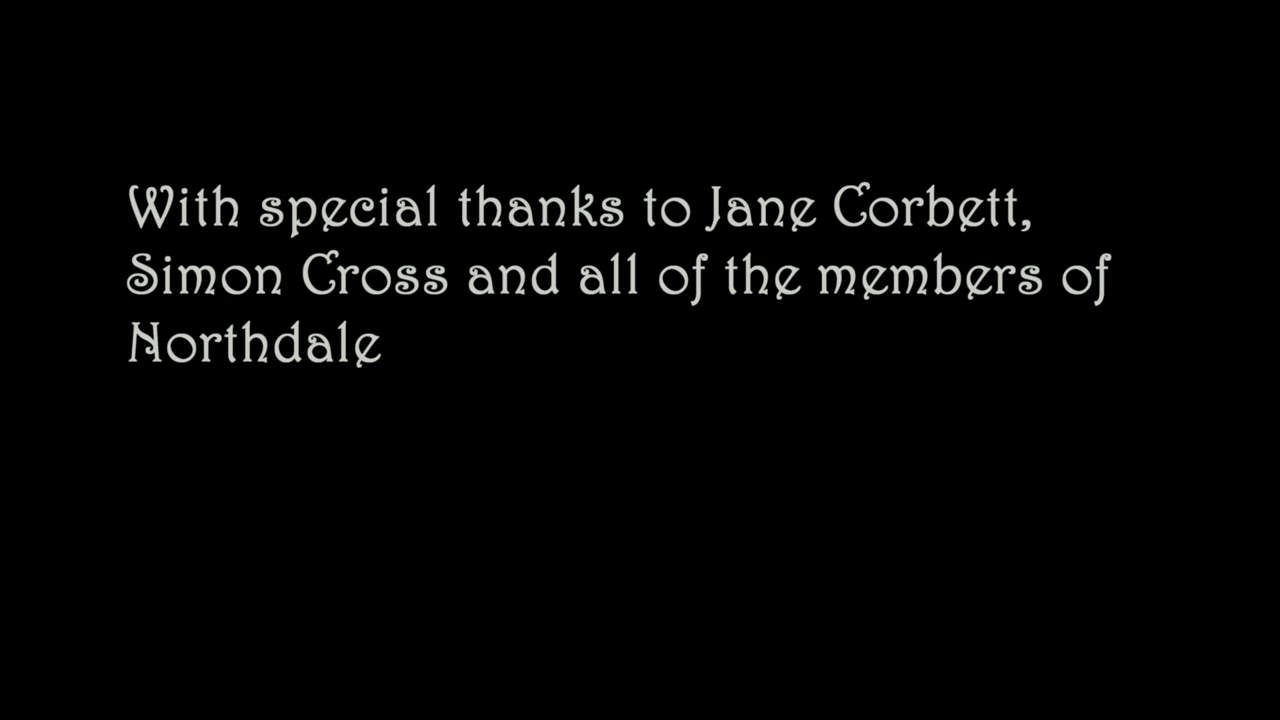 With special thanks to Jane Corbett,
Simon Cross and all of the members of
Northdale